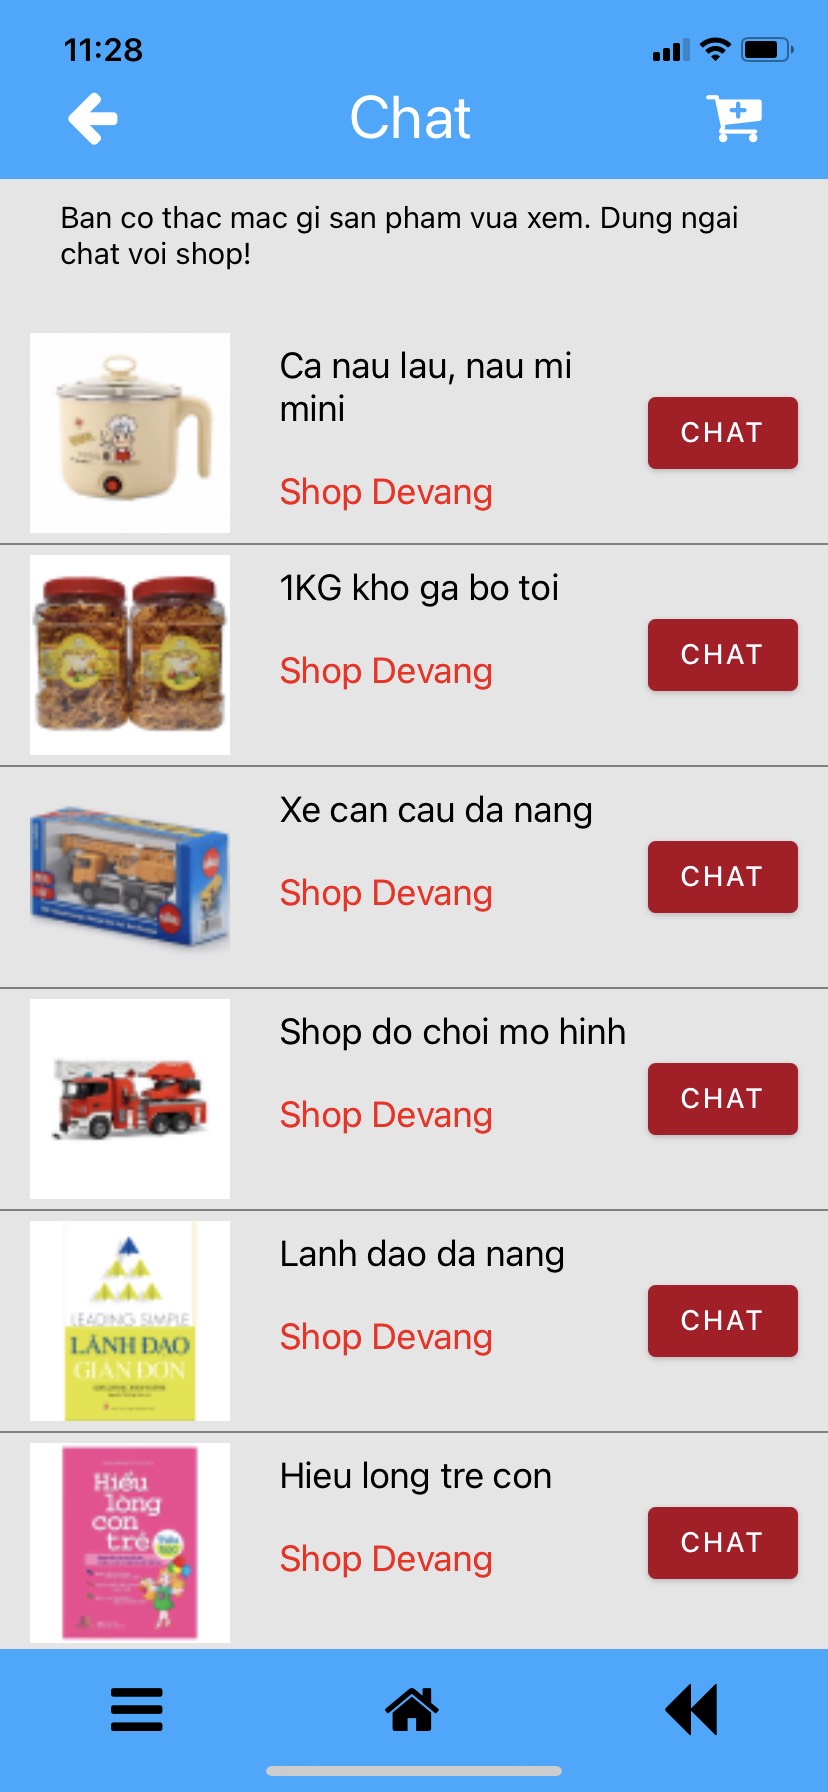 11:28
Chat
Ban co thac mac gi san pham vua xem. Dung ngai
chat voi shop!
Ca nau lau, nau mi
mini
CHAT
Shop Devang
1KG kho ga bo toi
CHAT
Shop Devang
Xe can cau da nang
CHAT
Shop Devang
siku
Shop do choi mo hinh
CHAT
Shop Devang
Lanh dao da nang
CHAT
Shop Devang
LEADING SIMPLE
LÃNH ĐẠO
GIẢN ĐƠN
Hieu long tre con
CHAT
Shop Devang
Hiểu
lòng
con
trẻ